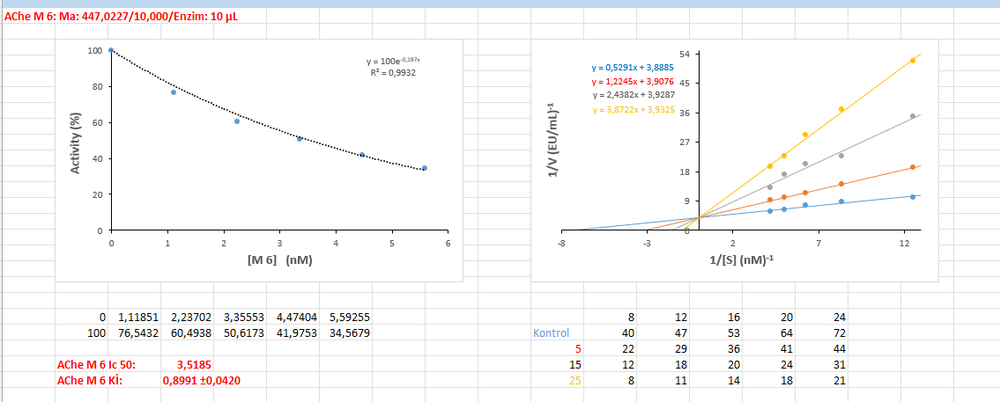 AChe M 6: Ma: 447,0227/10,000/Enzim: 10 µL
100
80
60
40
20
0
Activity (%)
y = 100e-0,197x
R² = 0,9932
0 1 2 3 4 5 6
[M 6] (nM)
54
45
36
27
18
9
0
1/V (EU/mL)-1
y = 0,5291x + 3,8885
y = 1,2245x + 3,9076
y = 2,4382x + 3,9287
y = 3,8722x + 3,9325
-8 -3 2 7 12
1/[S] (nM)-1
0 1,11851 2,23702 3,35553 4,47404 5,59255
100 76,5432 60,4938 50,6173 41,9753 34,5679
AChe M 6 Ic 50: 3,5185
AChe M 6 Kİ: 0,8991 ±0,0420
8 12 16 20 24
Kontrol 40 47 53 64 72
5 22 29 36 41 44
15 12 18 20 24 31
25 8 11 14 18 21